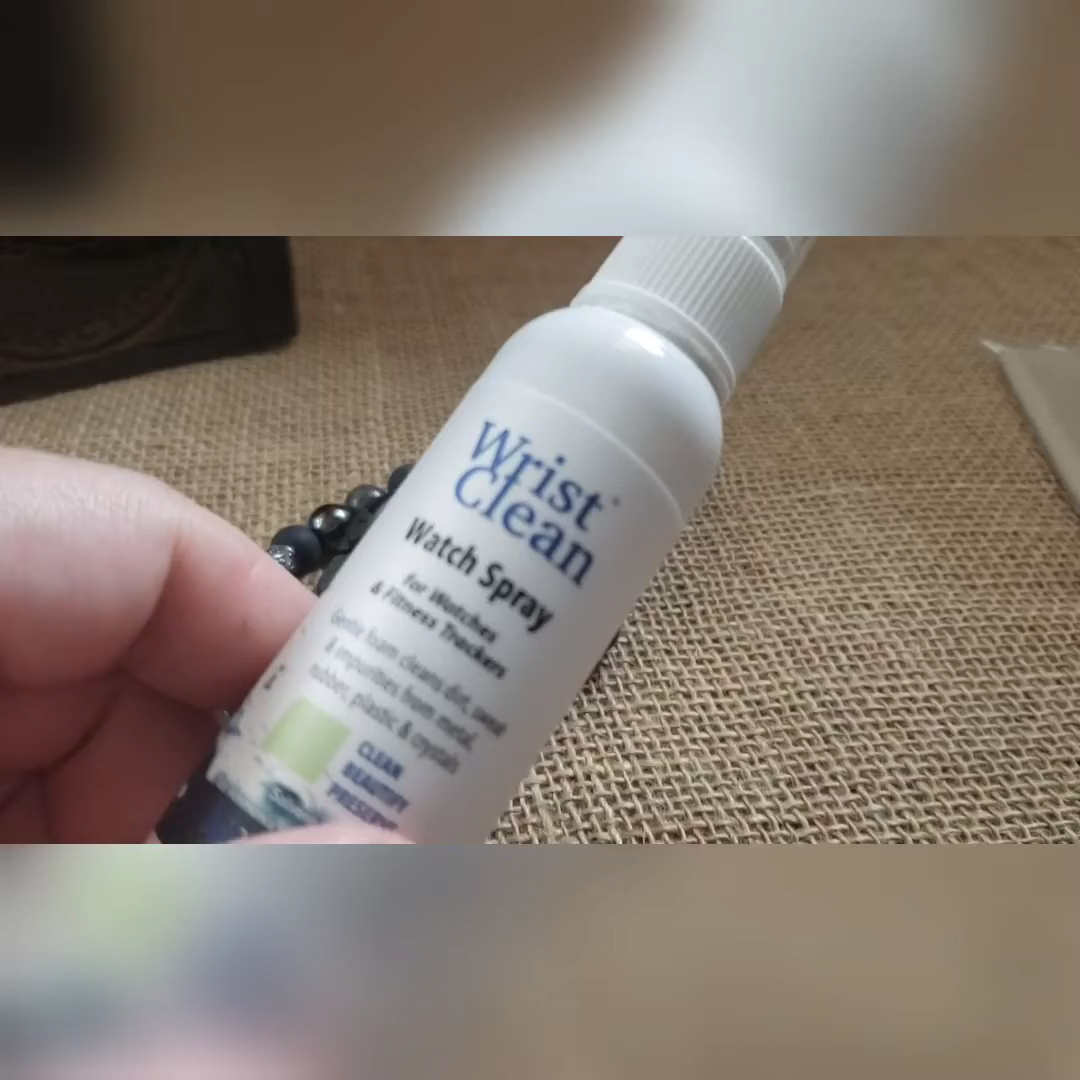 Wrist
Clean
Watch Spray
for Watches
& Fitness Trackers
Gentle foam cleans dirt, sweat
& impurities from metal,
rubber, plastic & crystals
CLEAN
BEAUTIFY
PRESERVE